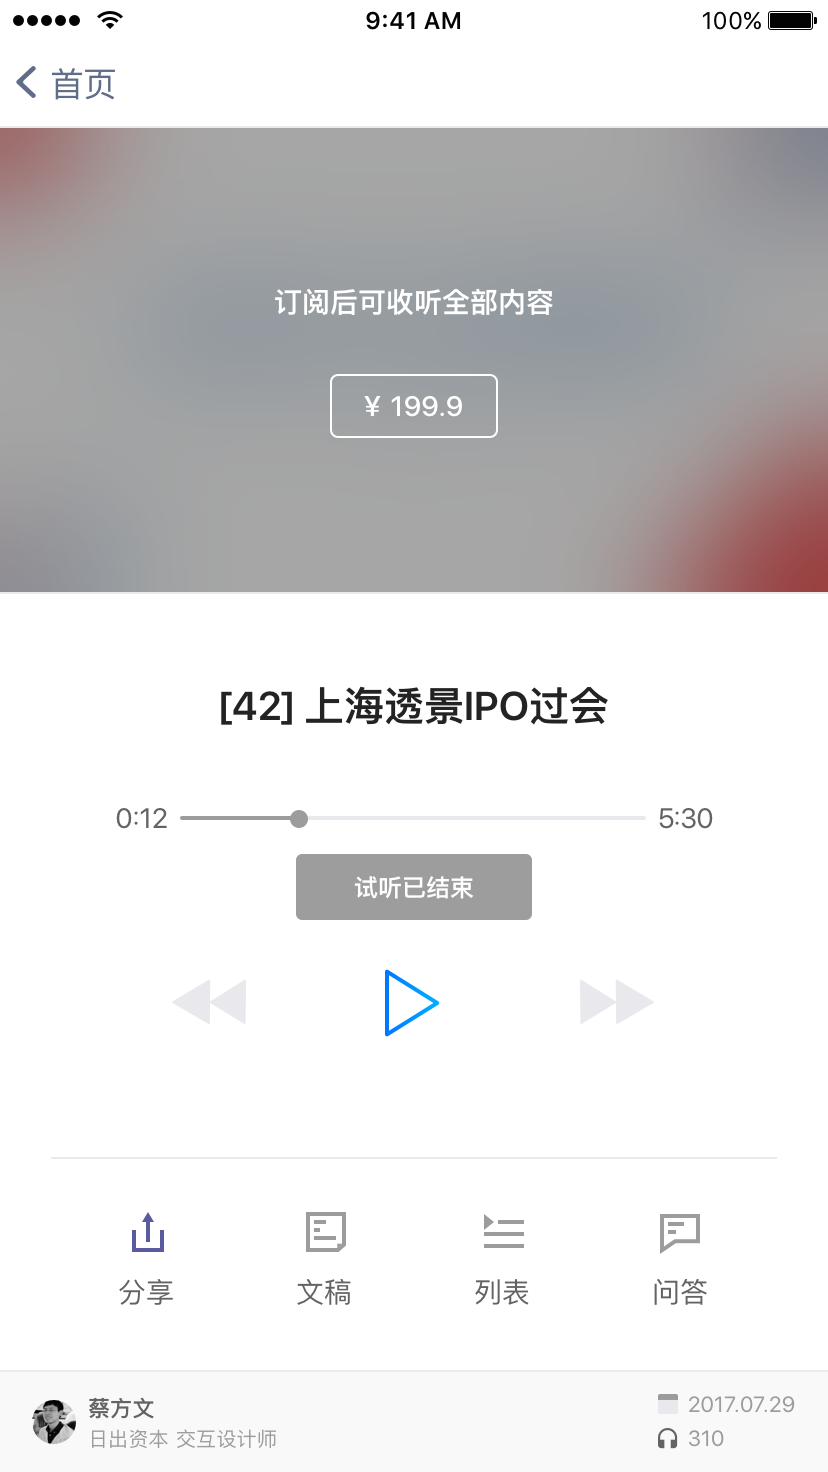 9:41 AM
100%
首页
订阅后可收听全部内容
¥ 199.9
[42] 上海透景IPO过会
0:12
5:30
试听已结束
分享
文稿
列表
问答
蔡方文
2017.07.29
日出资本 交互设计师
310